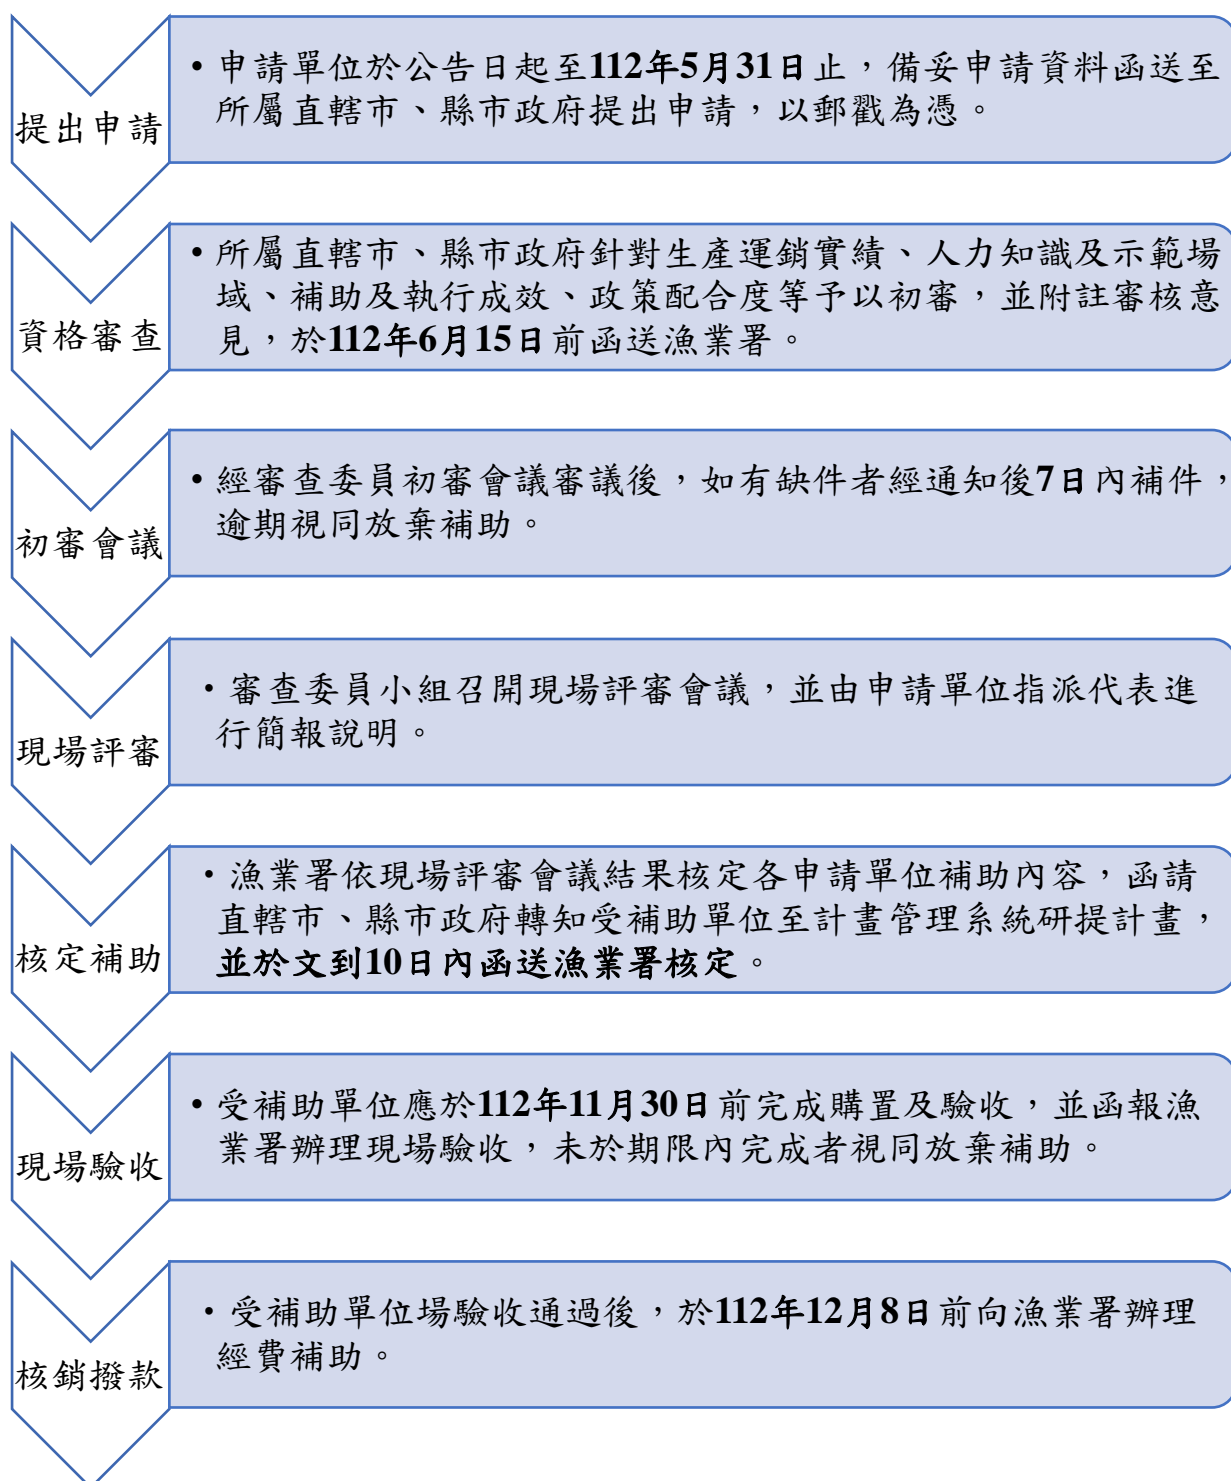 提出申請
• 申請單位於公告日起至112年5月31日止，備妥申請資料函送至
所屬直轄市、縣市政府提出申請，以郵戳為憑。
資格審查
• 所屬直轄市、縣市政府針對生產運銷實績、人力知識及示範場
域、補助及執行成效、政策配合度等予以初審，並附註審核意
見，於112年6月15日前函送漁業署。
初審會議
• 經審查委員初審會議審議後，如有缺件者經通知後7日內補件，
逾期視同放棄補助。
現場評審
• 審查委員小組召開現場評審會議，並由申請單位指派代表進
行簡報說明。
核定補助
• 漁業署依現場評審會議結果核定各申請單位補助內容，函請
直轄市、縣市政府轉知受補助單位至計畫管理系統研提計畫，
並於文到10日內函送漁業署核定。
現場驗收
• 受補助單位應於112年11月30日前完成購置及驗收，並函報漁
業署辦理現場驗收，未於期限內完成者視同放棄補助。
核銷撥款
• 受補助單位場驗收通過後，於112年12月8日前向漁業署辦理
經費補助。